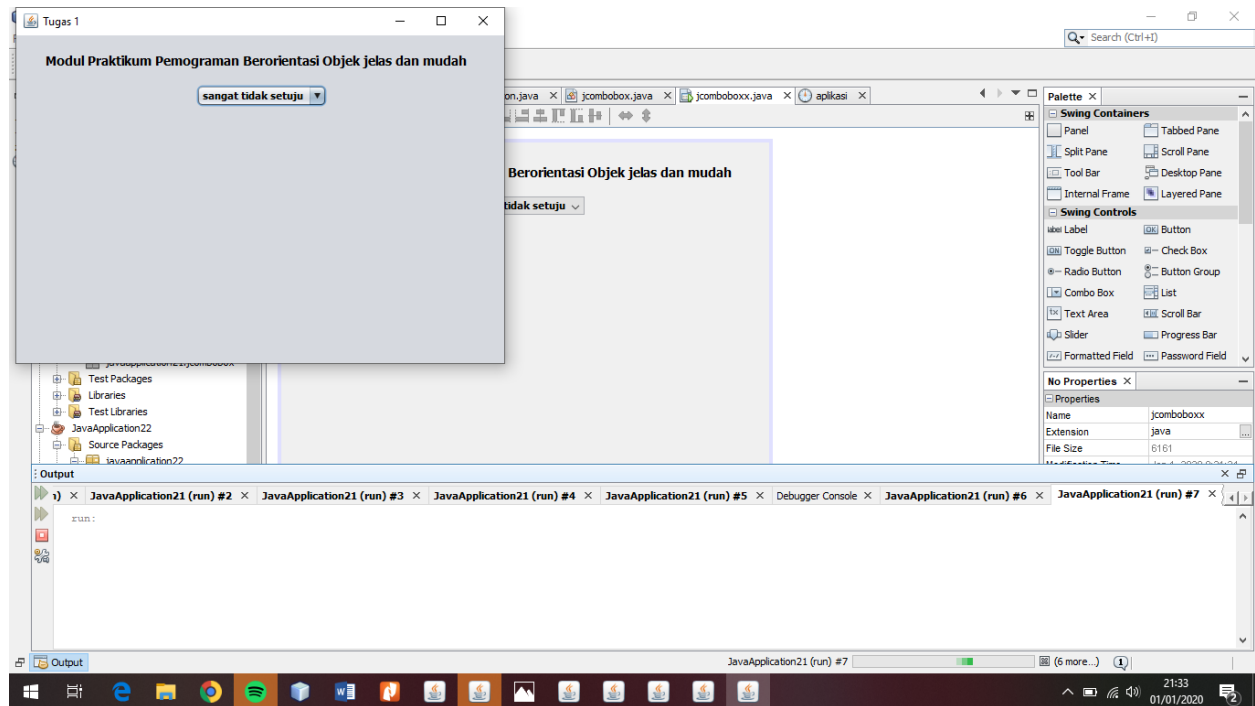 Tugas 1
Modul Praktikum Pemograman Berorientasi Objek jelas dan mudah
sangat tidak setuju
Search (Ctrl+I)
on.java
jcombobox.java
jcomboboxx.java
aplikasi
Berorientasi Objek jelas dan mudah
tidak setuju
Palette
Swing Containers
Panel
Tabbed Pane
Split Pane
Scroll Pane
Tool Bar
Desktop Pane
Internal Frame
Layered Pane
Swing Controls
label Label
OK Button
ON Toggle Button
Check Box
Radio Button
Button Group
Combo Box
List
Text Area
Scroll Bar
Slider
Progress Bar
Formatted Field
Password Field
No Properties
Properties
Name jcomboboxx
Extension java
File Size 6161
Test Packages
Libraries
Test Libraries
JavaApplication22
Source Packages
javaapplication22
Output
n) JavaApplication21 (run) #2 JavaApplication21 (run) #3 JavaApplication21 (run) #4 JavaApplication21 (run) #5 Debugger Console JavaApplication21 (run) #6 JavaApplication21 (run) #7
run:
Output
JavaApplication21 (run) #7
(6 more...)
1
21:33
01/01/2020
2